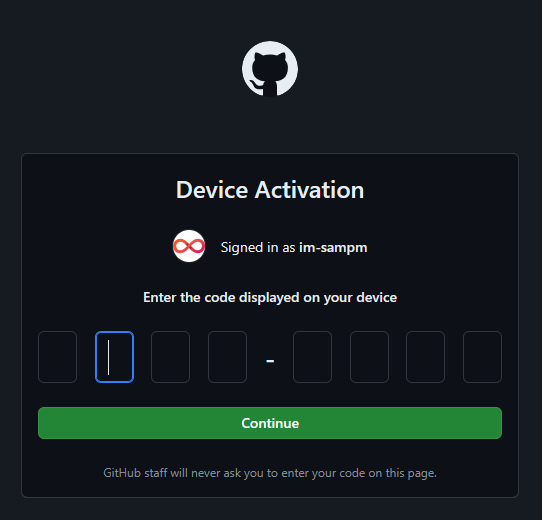 Device Activation
Signed in as im-sampm
Enter the code displayed on your device
-
Continue
GitHub staff will never ask you to enter your code on this page.